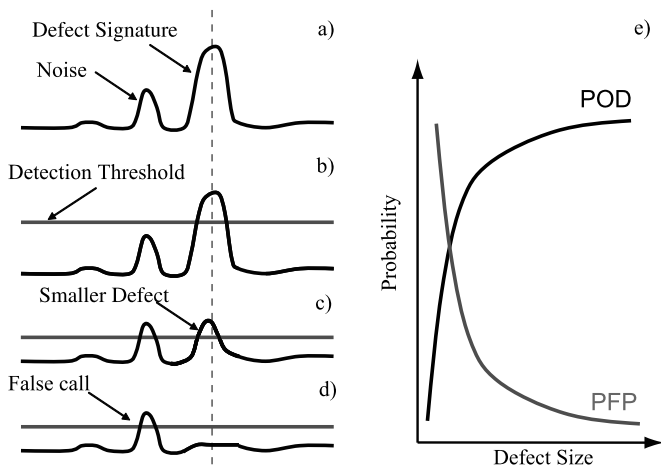 a)
Defect Signature
Noise
b)
Detection Threshold
c)
Smaller Defect
d)
False call
e)
POD
Probability
PFP
Defect Size